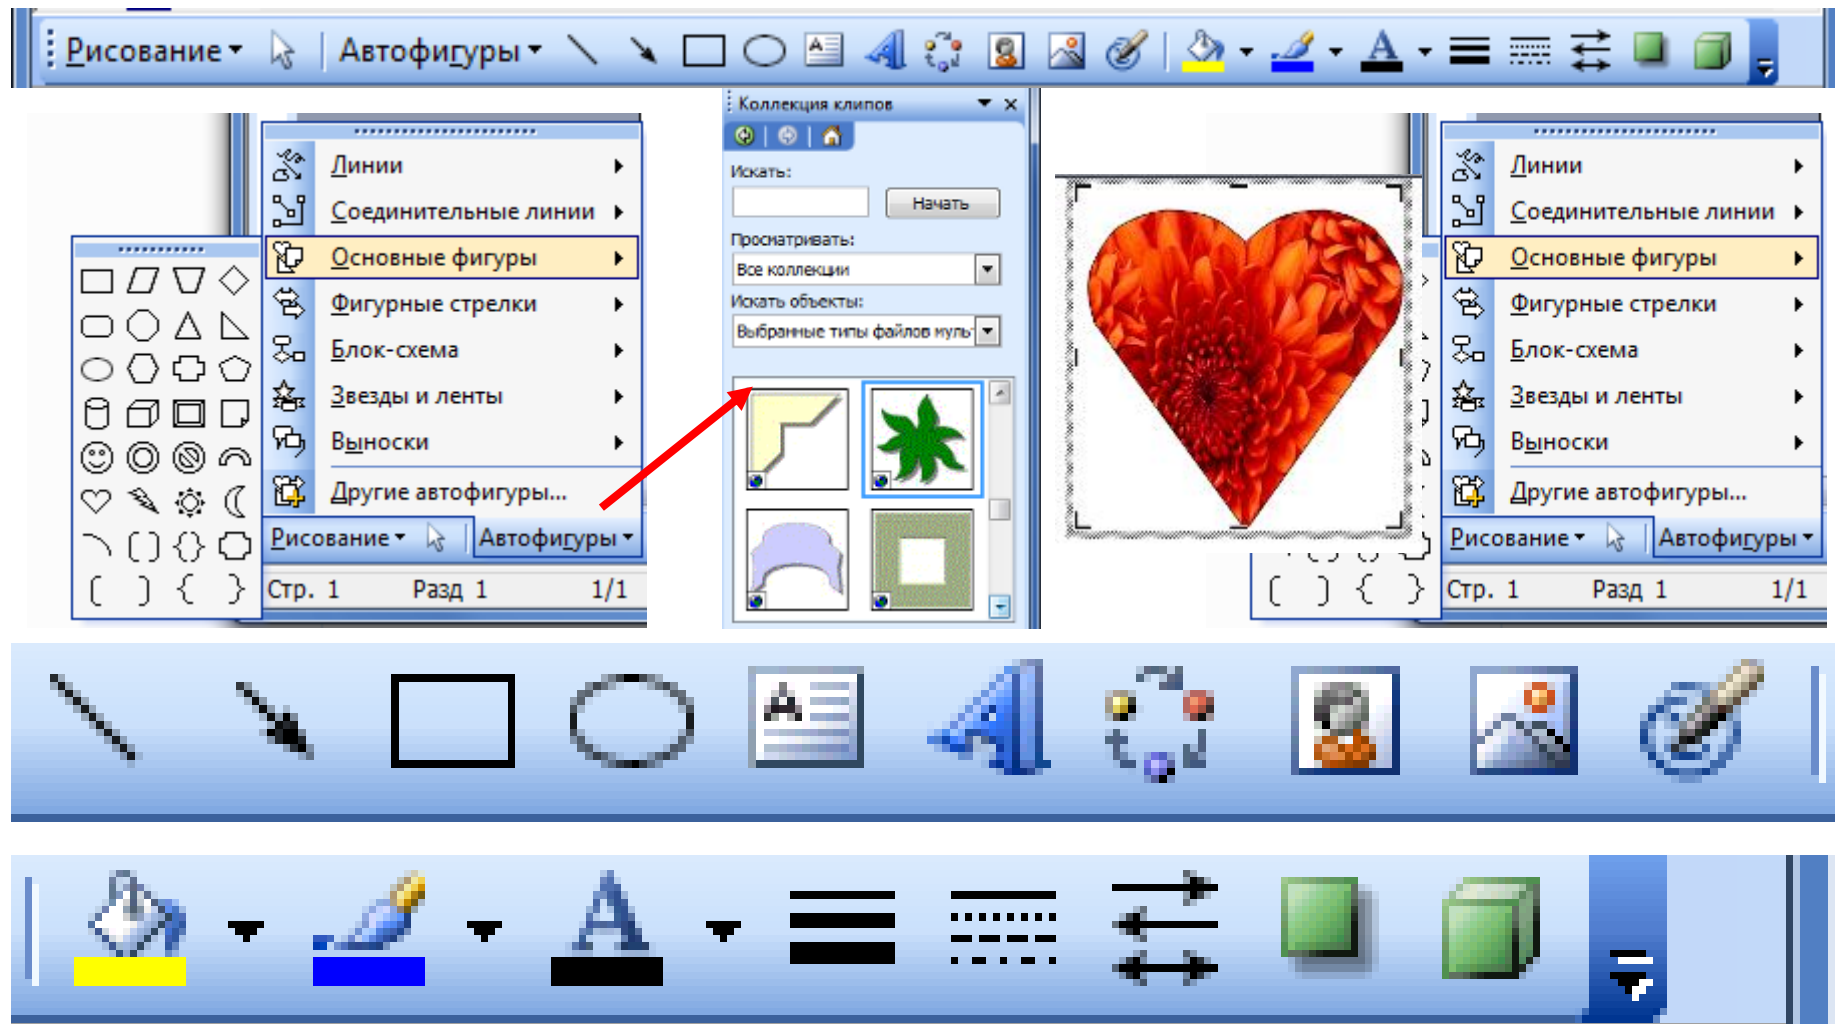 Рисование Автофигуры
Линии
Соединительные линии
Основные фигуры
Фигурные стрелки
Блок-схема
Звезды и ленты
Выноски
Другие автофигуры...
Рисование Автофигуры
Стр. 1 Разд 1 1/1
Коллекция клипов
Искать:
Начать
Просматривать:
Все коллекции
Искать объекты:
Выбранные типы файлов муль
Линии
Соединительные линии
Основные фигуры
Фигурные стрелки
Блок-схема
Звезды и ленты
Выноски
Другие автофигуры...
Рисование Автофигуры
Стр. 1 Разд 1 1/1